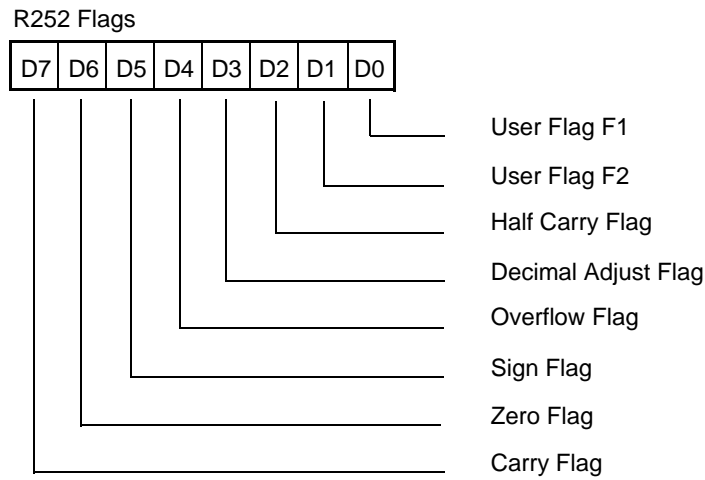 R252 Flags
D7 D6 D5 D4 D3 D2 D1 D0
User Flag F1
User Flag F2
Half Carry Flag
Decimal Adjust Flag
Overflow Flag
Sign Flag
Zero Flag
Carry Flag